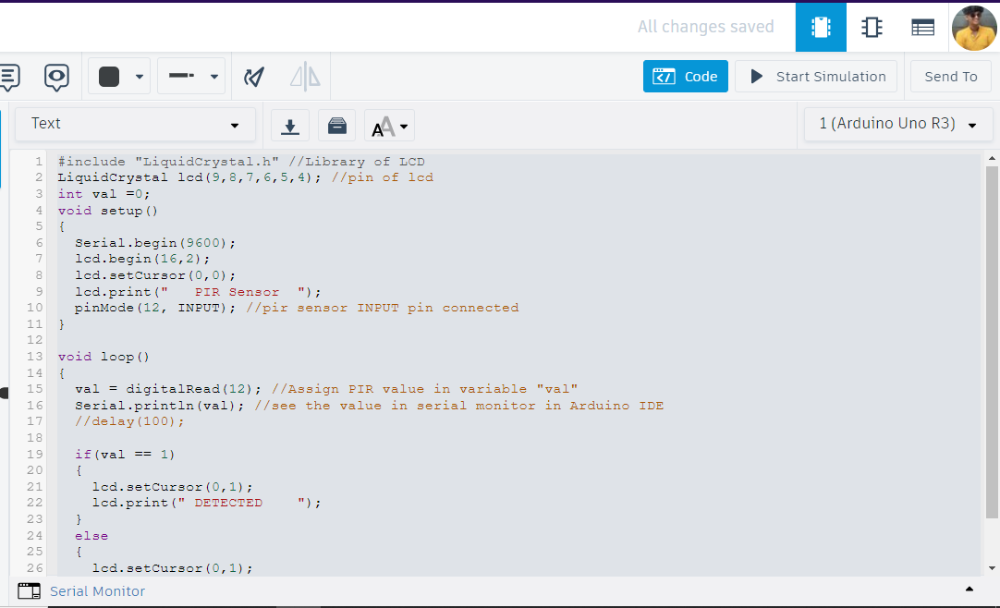 All changes saved
Code
Start Simulation
Send To
Text
AA
1 (Arduino Uno R3)
1 #include "LiquidCrystal.h" //Library of LCD
2 LiquidCrystal lcd(9,8,7,6,5,4); //pin of lcd
3 int val =0;
4 void setup()
5 {
6   Serial.begin(9600);
7   lcd.begin(16,2);
8   lcd.setCursor(0,0);
9   lcd.print("   PIR Sensor  ");
10   pinMode(12, INPUT); //pir sensor INPUT pin connected
11 }
12
13 void loop()
14 {
15   val = digitalRead(12); //Assign PIR value in variable "val"
16   Serial.println(val); //see the value in serial monitor in Arduino IDE
17   //delay(100);
18
19   if(val == 1)
20   {
21     lcd.setCursor(0,1);
22     lcd.print(" DETECTED    ");
23   }
24   else
25   {
26     lcd.setCursor(0,1);
Serial Monitor